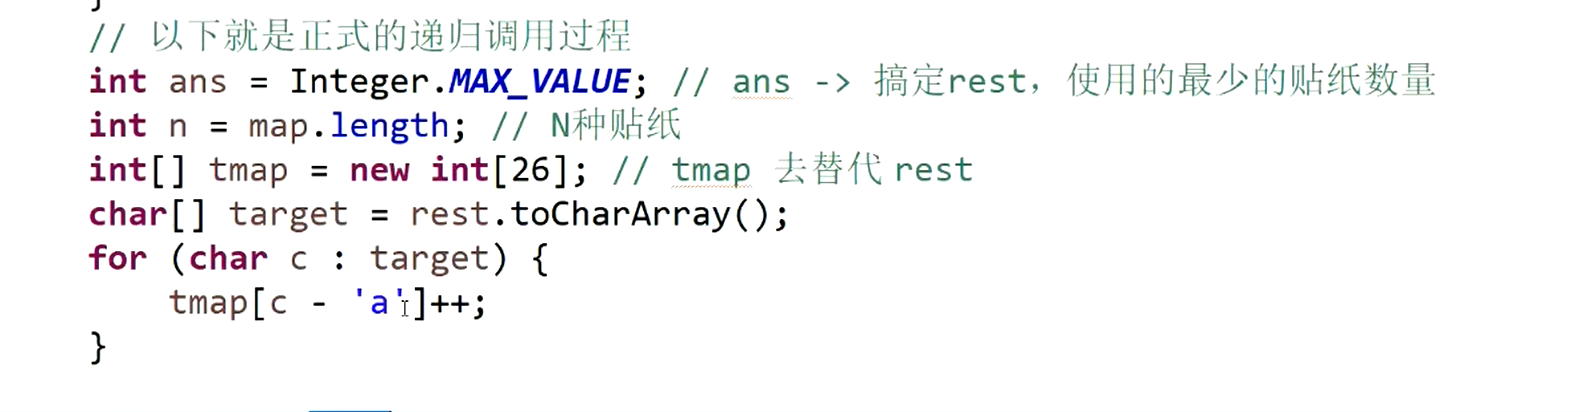 }
// 以下就是正式的递归调用过程
int ans = Integer.MAX_VALUE; // ans -> 搞定rest，使用的最少的贴纸数量
int n = map.length; // N种贴纸
int[] tmap = new int[26]; // tmap 去替代 rest
char[] target = rest.toCharArray();
for (char c : target) {
    tmap[c - 'a']++;
}